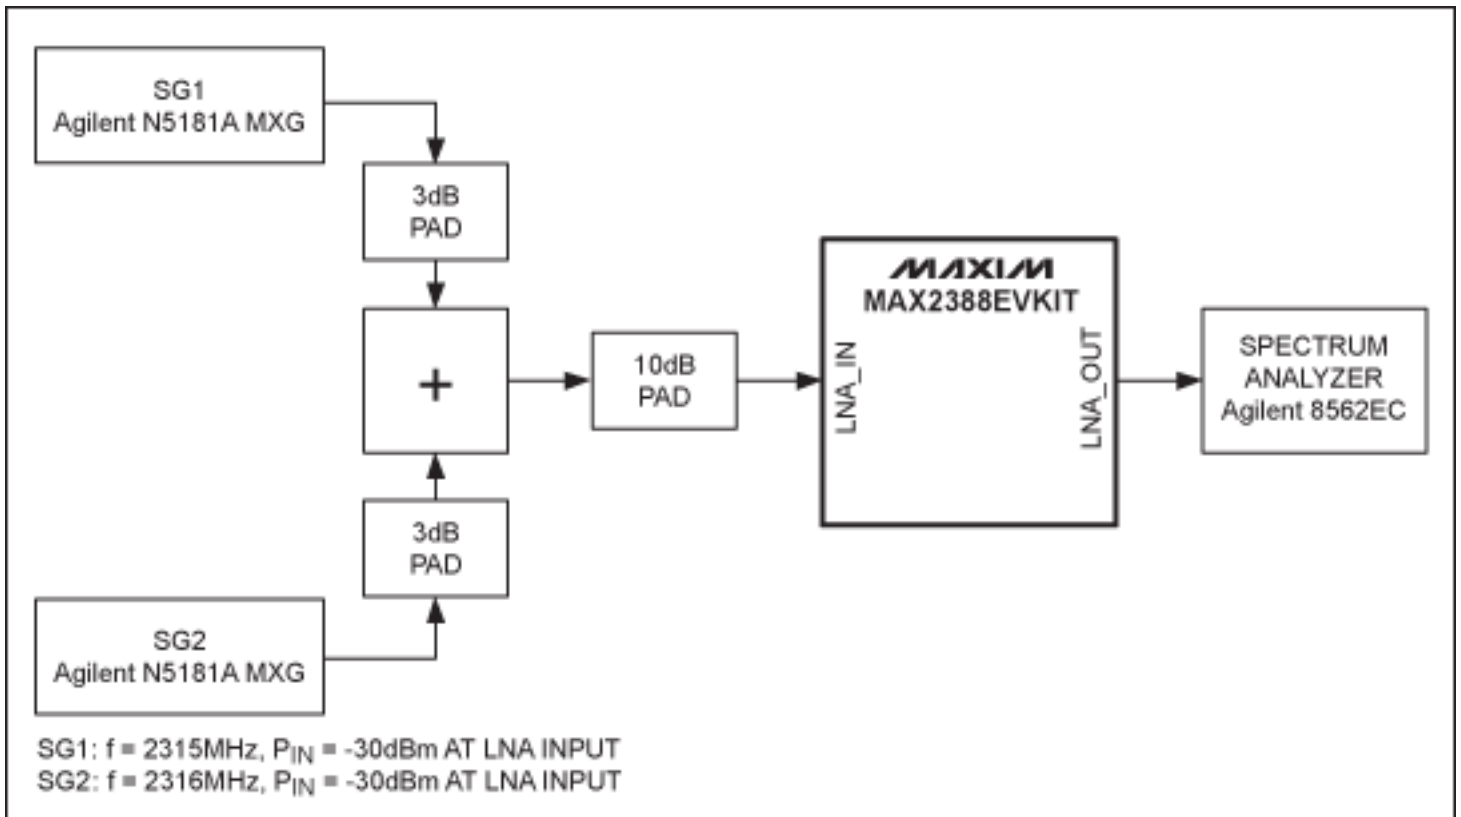 SG1
Agilent N5181A MXG
3dB
PAD
+
10dB
PAD
MAXIM
MAX2388EVKIT
LNA_IN
LNA_OUT
SPECTRUM
ANALYZER
Agilent 8562EC
3dB
PAD
SG2
Agilent N5181A MXG
SG1: f = 2315MHz, PIN = -30dBm AT LNA INPUT
SG2: f = 2316MHz, PIN = -30dBm AT LNA INPUT